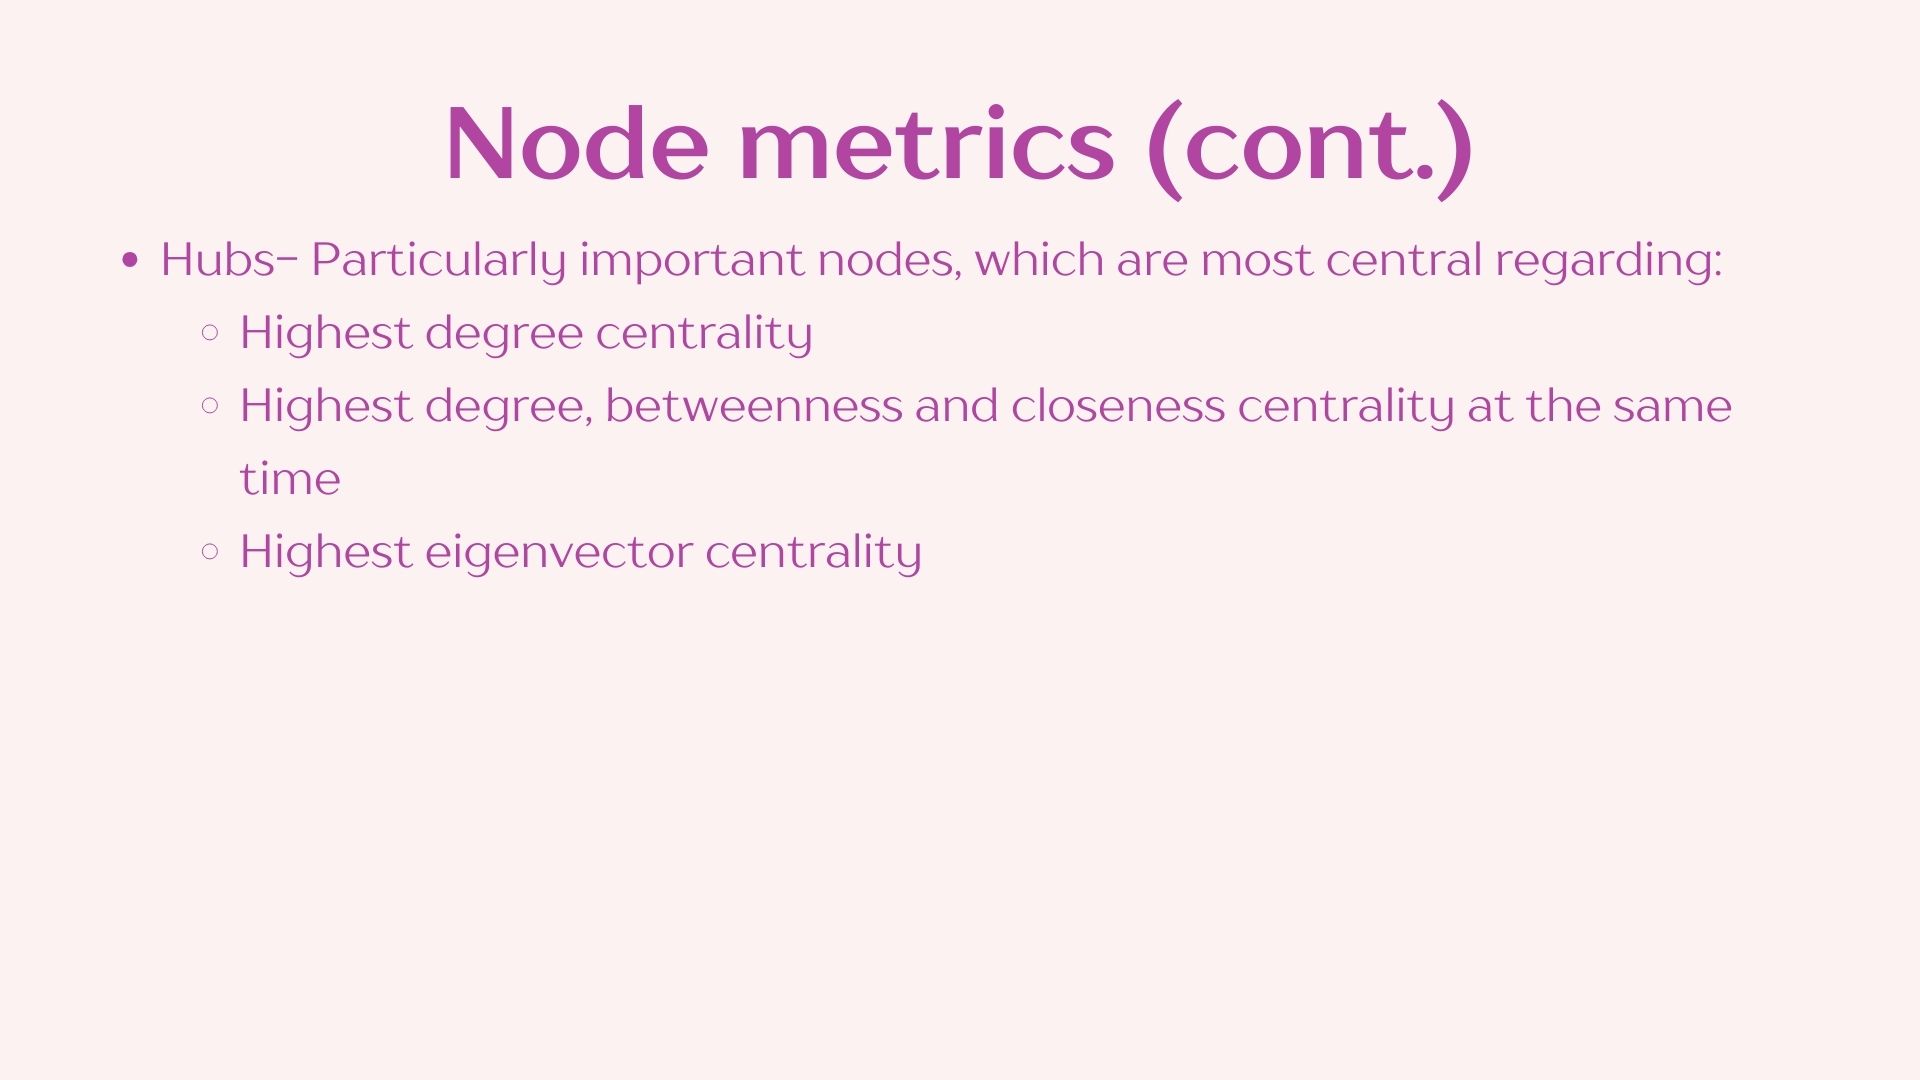 Node metrics (cont.)
• Hubs- Particularly important nodes, which are most central regarding:
○ Highest degree centrality
○ Highest degree, betweenness and closeness centrality at the same
time
○ Highest eigenvector centrality